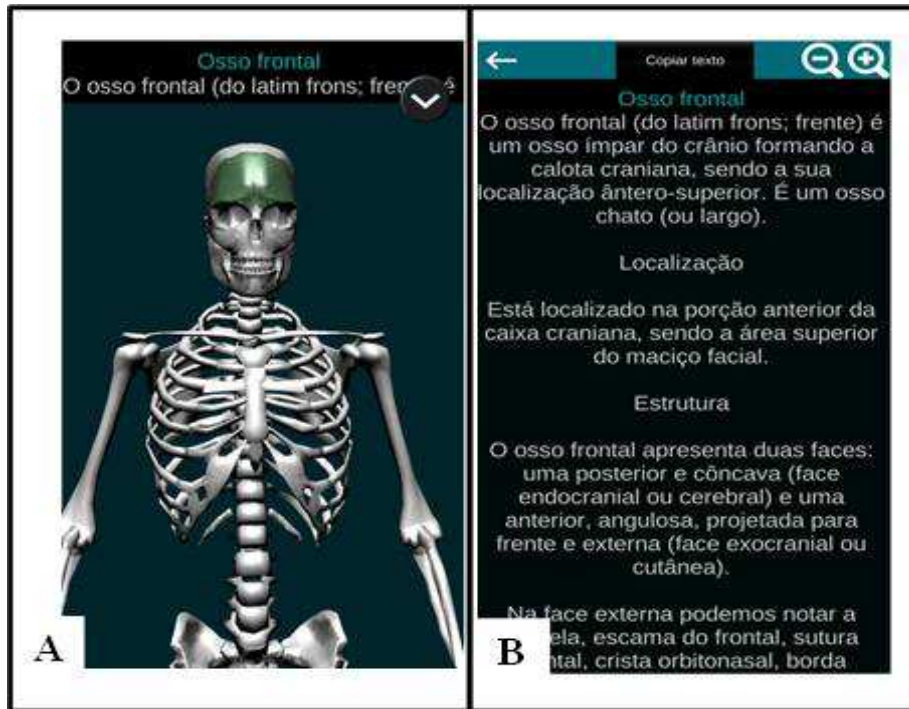 Osso frontal
O osso frontal (do latim frons; frente) é
A
Copiar texto
Osso frontal
O osso frontal (do latim frons; frente) é
um osso ímpar do crânio formando a
calota craniana, sendo a sua
localização ântero-superior. É um osso
chato (ou largo).
Localização
Está localizado na porção anterior da
caixa craniana, sendo a área superior
do maciço facial.
Estrutura
O osso frontal apresenta duas faces:
uma posterior e côncava (face
endocranial ou cerebral) e uma
anterior, angulosa, projetada para
frente e externa (face exocranial ou
cutânea).
Na face externa podemos notar a
escama do frontal, sutura
crista orbitonasal, borda
B